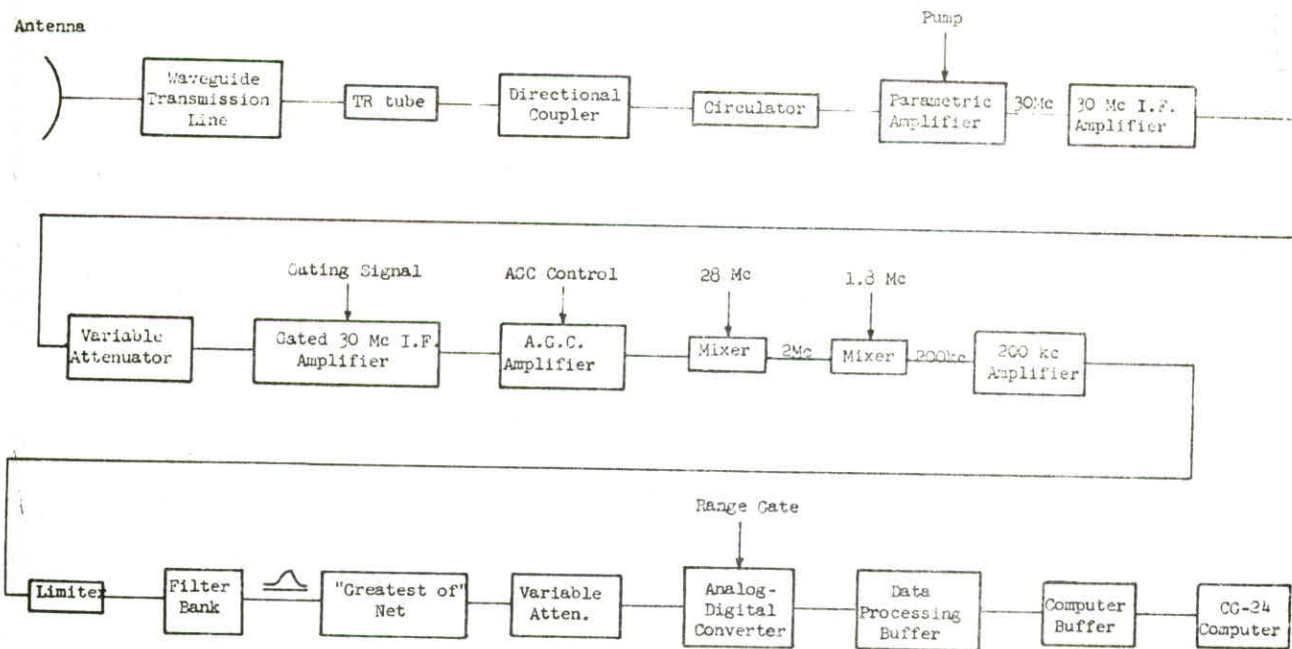 Antenna
Pump
Waveguide
Transmission
Line
TR tube
Directional
Coupler
Circulator
Parametric
Amplifier
30Mc
30 Mc I.F.
Amplifier
Variable
Attenuator
Gating Signal
Gated 30 Mc I.F.
Amplifier
AGC Control
A.G.C.
Amplifier
28 Mc
Mixer
2Mc
1.8 Mc
Mixer
200kc
200 kc
Amplifier
Limiter
Filter
Bank
"Greatest of"
Net
Variable
Atten.
Range Gate
Analog-
Digital
Converter
Data
Processing
Buffer
Computer
Buffer
CG-24
Computer